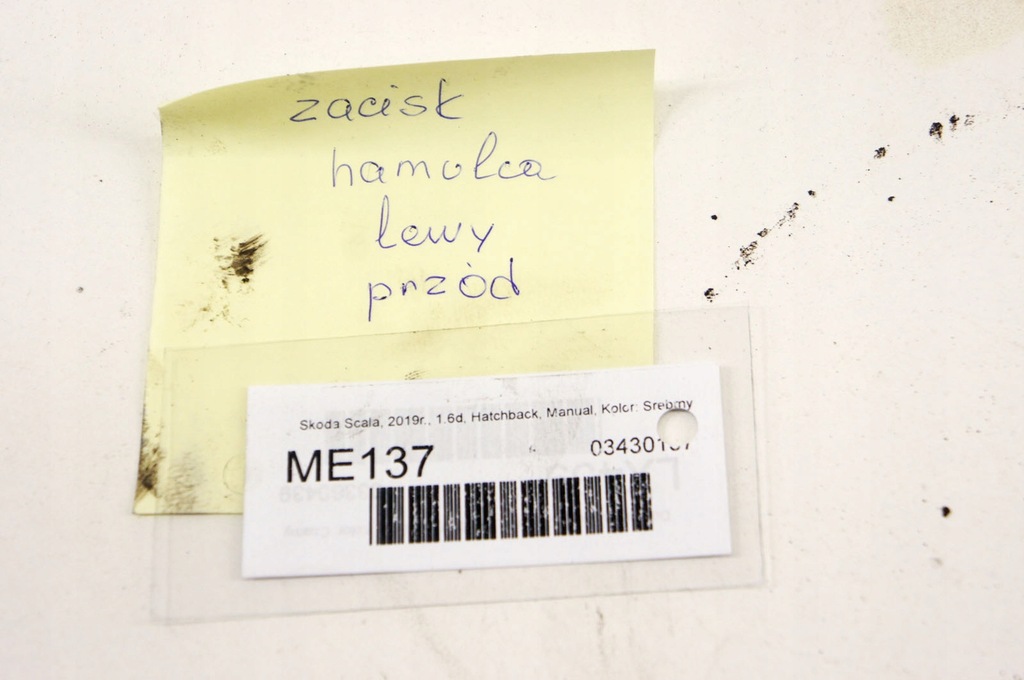 zacisk
hamulca
lewy
przód
Skoda Scala, 2019r., 1.6d, Hatchback, Manual, Kolor: Srebrny
ME137